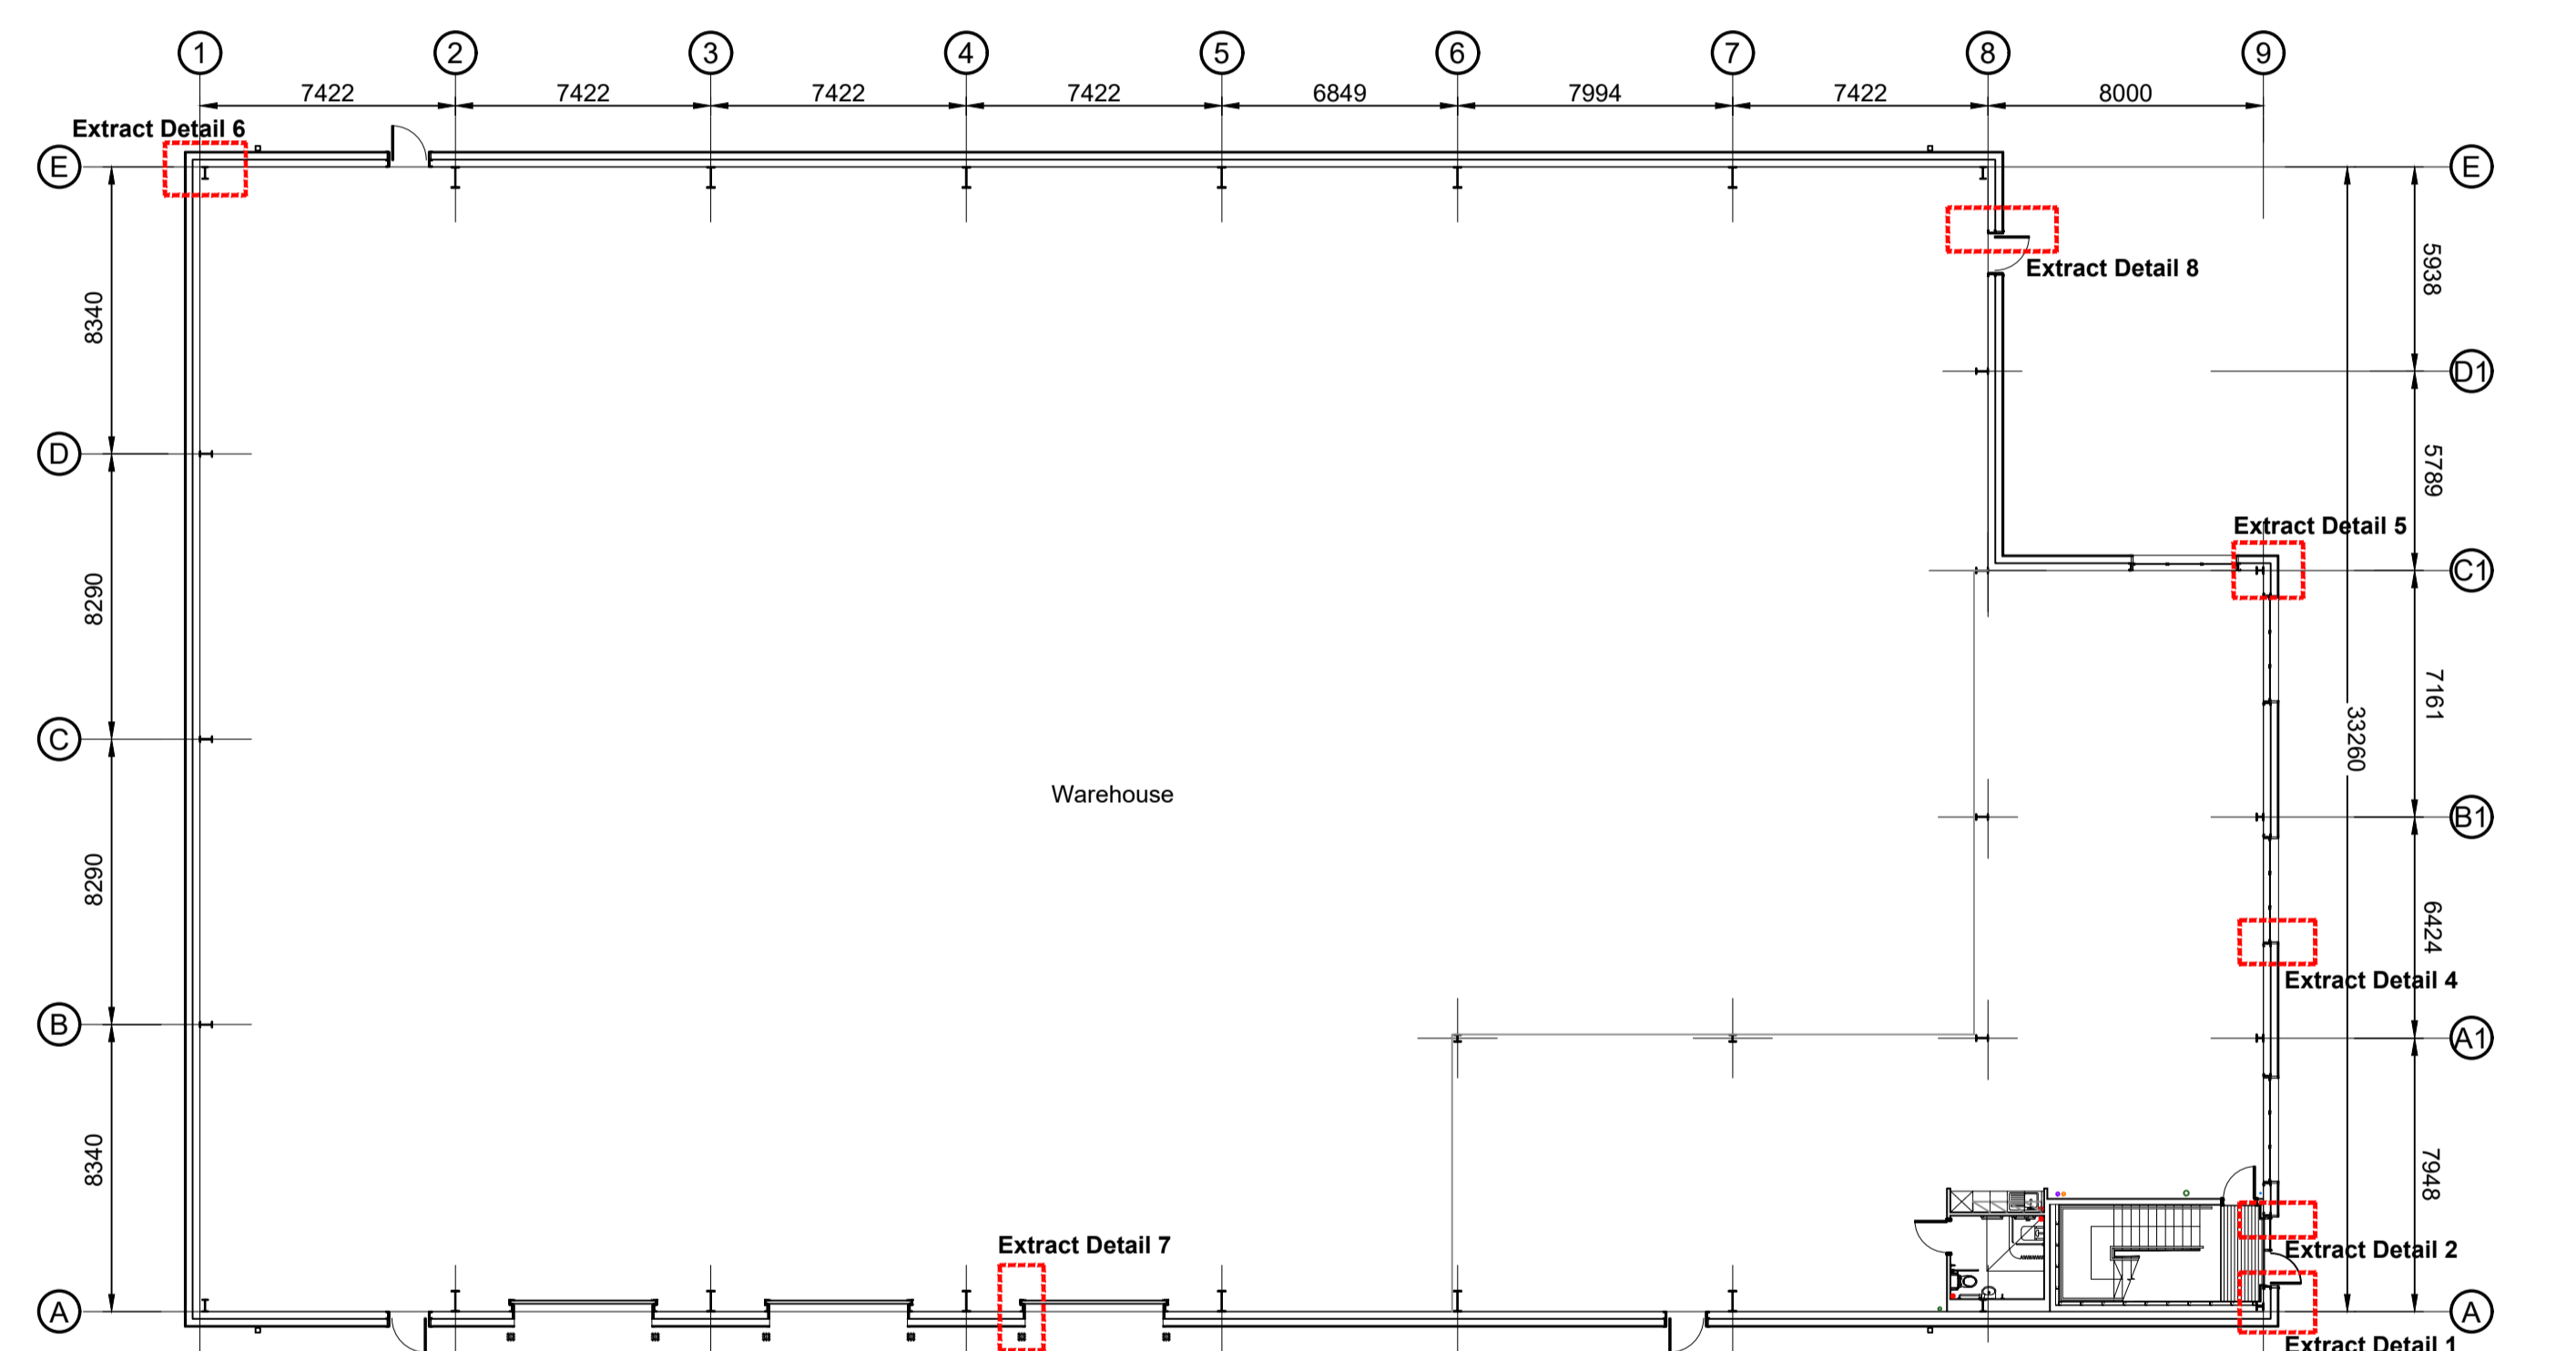 1 2 3 4 5 6 7 8 9
7422 7422 7422 7422 6849 7994 7422 8000
Extract Detail 6
E E
Extract Detail 8
5938
8340
D1
D
5789
Extract Detail 5
C1
8290
7161
33260
C
Warehouse
B1
8290
6424
Extract Detail 4
B
A1
8340
7948
Extract Detail 7
Extract Detail 2
A A
Extract Detail 1